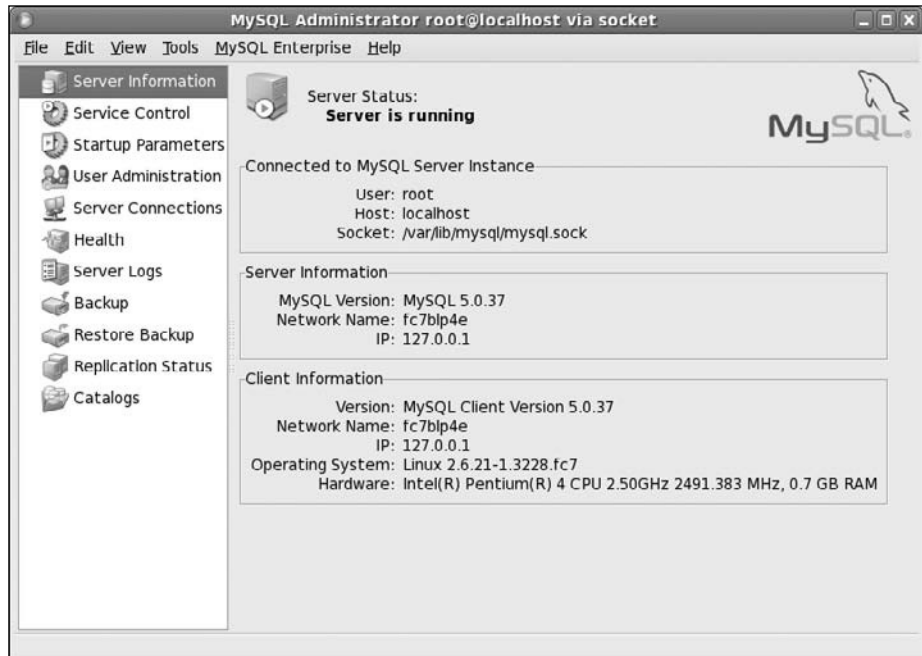 MySQL Administrator root@localhost via socket
File Edit View Tools MySQL Enterprise Help
Server Information
Service Control
Startup Parameters
User Administration
Server Connections
Health
Server Logs
Backup
Restore Backup
Replication Status
Catalogs
Server Status:
Server is running
MySQL®
Connected to MySQL Server Instance
User: root
Host: localhost
Socket: /var/lib/mysql/mysql.sock
Server Information
MySQL Version: MySQL 5.0.37
Network Name: fc7blp4e
IP: 127.0.0.1
Client Information
Version: MySQL Client Version 5.0.37
Network Name: fc7blp4e
IP: 127.0.0.1
Operating System: Linux 2.6.21-1.3228.fc7
Hardware: Intel(R) Pentium(R) 4 CPU 2.50GHz 2491.383 MHz, 0.7 GB RAM